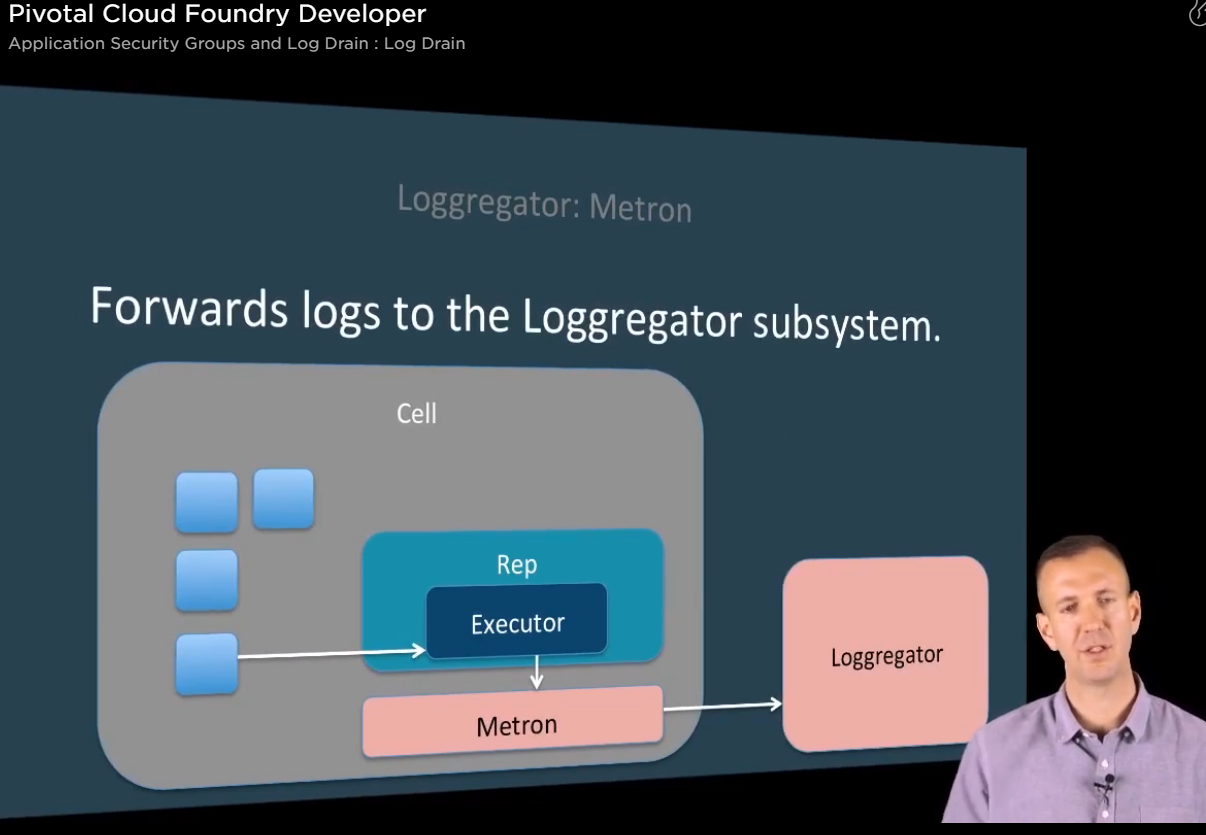 Pivotal Cloud Foundry Developer
Application Security Groups and Log Drain : Log Drain
Loggregator: Metron
Forwards logs to the Loggregator subsystem.
Cell
Rep
Executor
Metron
Loggregator